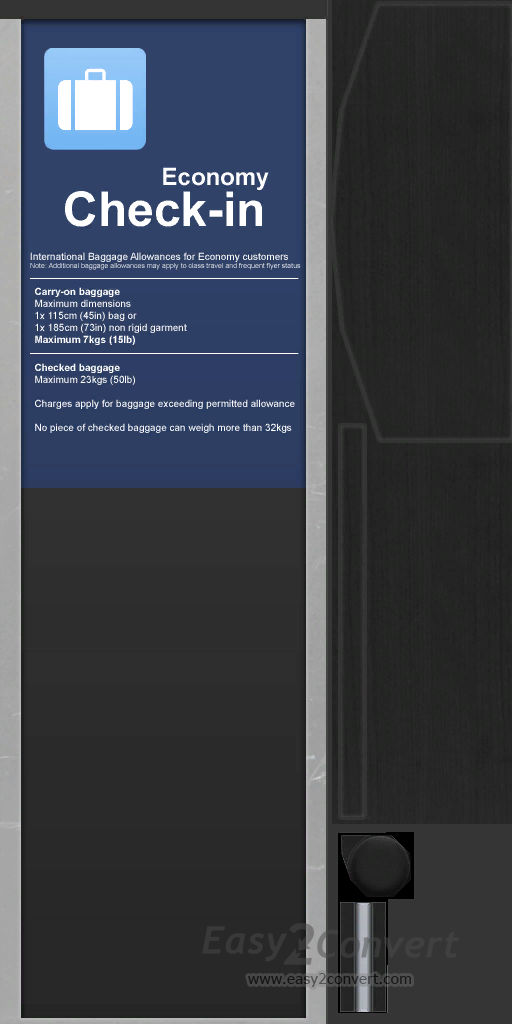 Economy
Check-in
International Baggage Allowances for Economy customers
Note: Additional baggage allowances may apply to class travel and frequent flyer status
Carry-on baggage
Maximum dimensions
1x 115cm (45in) bag or
1x 185cm (73in) non rigid garment
Maximum 7kgs (15lb)
Checked baggage
Maximum 23kgs (50lb)
Charges apply for baggage exceeding permitted allowance
No piece of checked baggage can weigh more than 32kgs
Easy2Convert
www.easy2convert.com